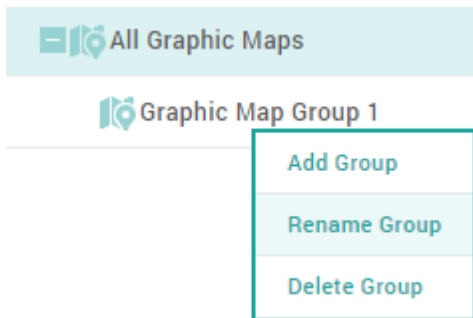 All Graphic Maps
Graphic Map Group 1
Add Group
Rename Group
Delete Group